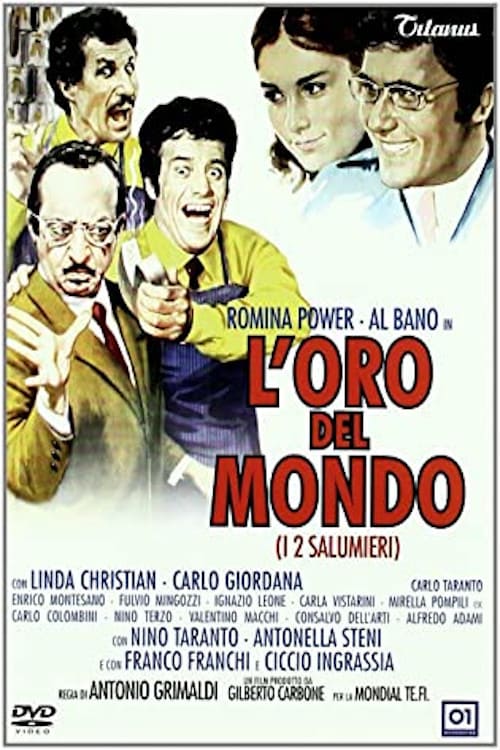 Titanus
ROMINA POWER · AL BANO IN
L'ORO
DEL
MONDO
(I 2 SALUMIERI)
CON LINDA CHRISTIAN · CARLO GIORDANA CARLO TARANTO
ENRICO MONTESANO · FULVIO MINGOZZI · IGNAZIO LEONE · CARLA VISTARINI · MIRELLA POMPILI
CARLO COLOMBINI · NINO TERZO · VALENTINO MACCHI · CONSALVO DELL'ARTI · ALFREDO ADAMI
CON NINO TARANTO · ANTONELLA STENI
E CON FRANCO FRANCHI E CICCIO INGRASSIA
REGIA DI ANTONIO GRIMALDI UN FILM PRODOTTO DA GILBERTO CARBONE PER LA MONDIAL TE.FI.
DVD
VIDEO
01